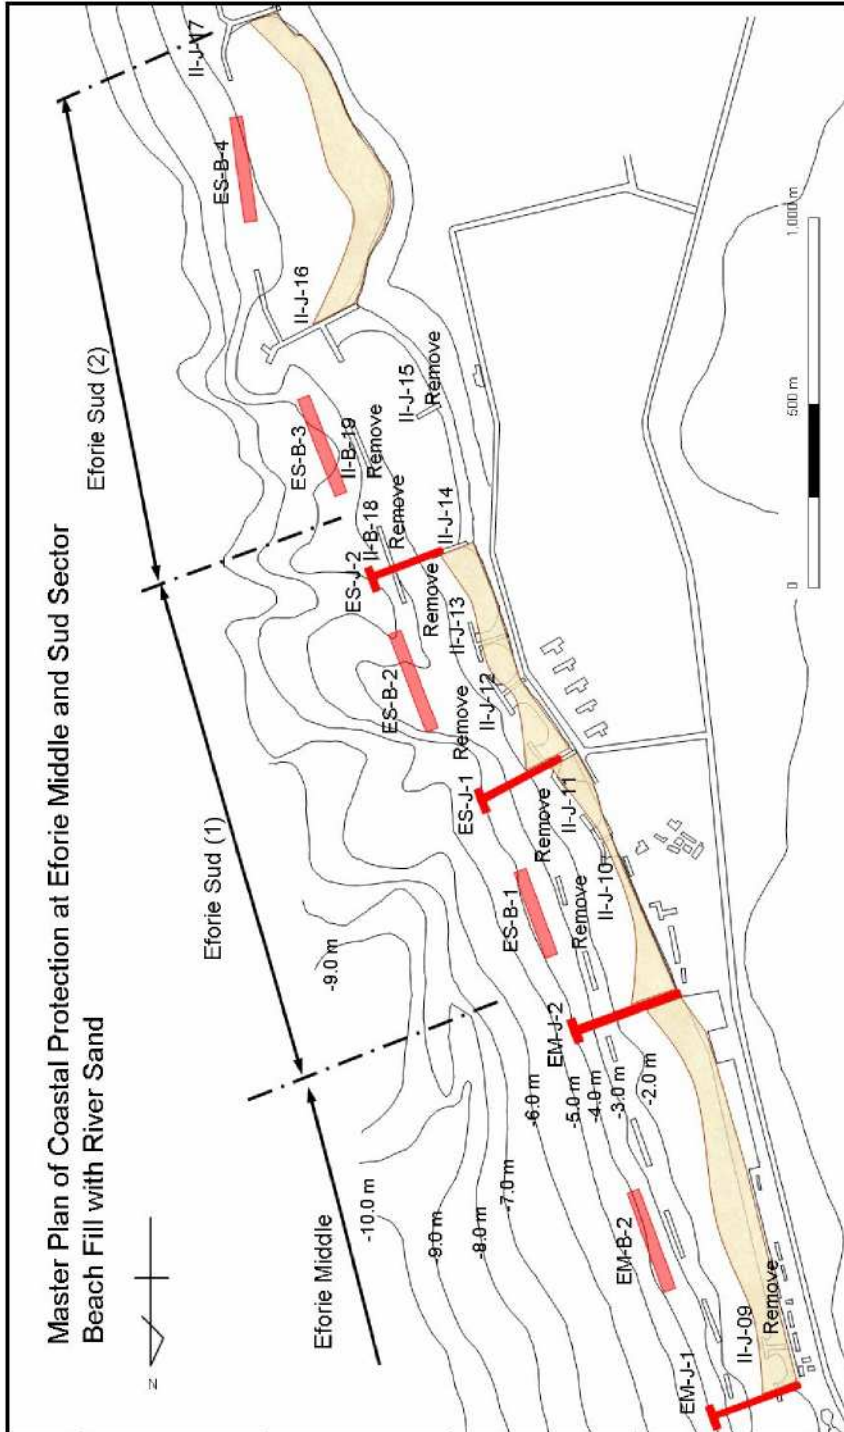 Master Plan of Coastal Protection at Eforie Middle and Sud Sector
Beach Fill with River Sand
N
Eforie Middle
Eforie Sud (1)
Eforie Sud (2)
-10.0 m
-9.0 m
-8.0 m
-7.0 m
-6.0 m
-5.0 m
-4.0 m
-3.0 m
-2.0 m
-9.0 m
EM-J-1
EM-B-2
EM-J-2
ES-B-1
ES-J-1
ES-B-2
ES-J-2
ES-B-3
ES-B-4
II-J-09
Remove
II-J-10
Remove
II-J-11
Remove
II-J-12
Remove
II-J-13
Remove
II-J-14
II-B-18
Remove
II-B-19
Remove
II-J-15
Remove
II-J-16
II-J-17
0
500 m
1,000 m